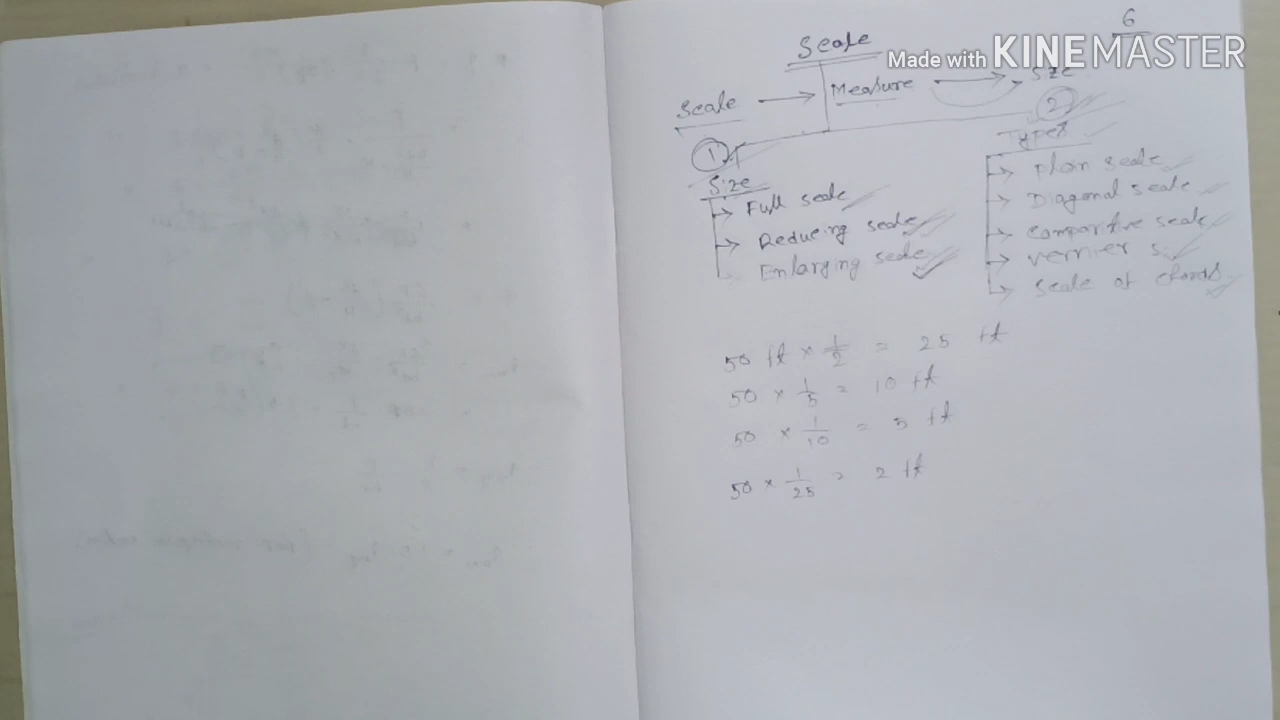 6
Scale
Made with KINEMASTER
Scale → Measure → Size
① ②
Size
Full scale
Reducing scale
Enlarging scale
Types
Plain scale
Diagonal scale
Comparative scale
Vernier s.
Scale of chords
50 ft × 1/2 = 25 ft
50 × 1/5 = 10 ft
50 × 1/10 = 5 ft
50 × 1/25 = 2 ft